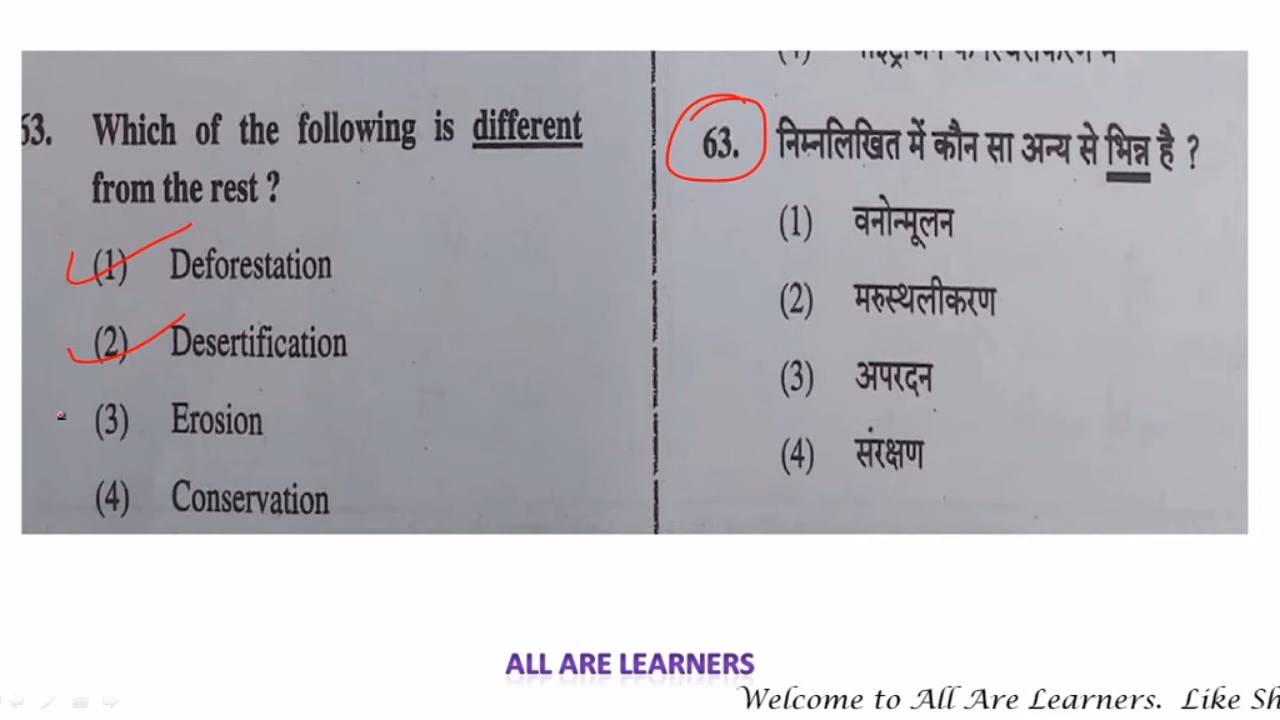 63. Which of the following is different
from the rest ?
(1) Deforestation
(2) Desertification
(3) Erosion
(4) Conservation
63. निम्नलिखित में कौन सा अन्य से भिन्न है ?
(1) वनोन्मूलन
(2) मरुस्थलीकरण
(3) अपरदन
(4) संरक्षण
ALL ARE LEARNERS
Welcome to All Are Learners. Like Sh